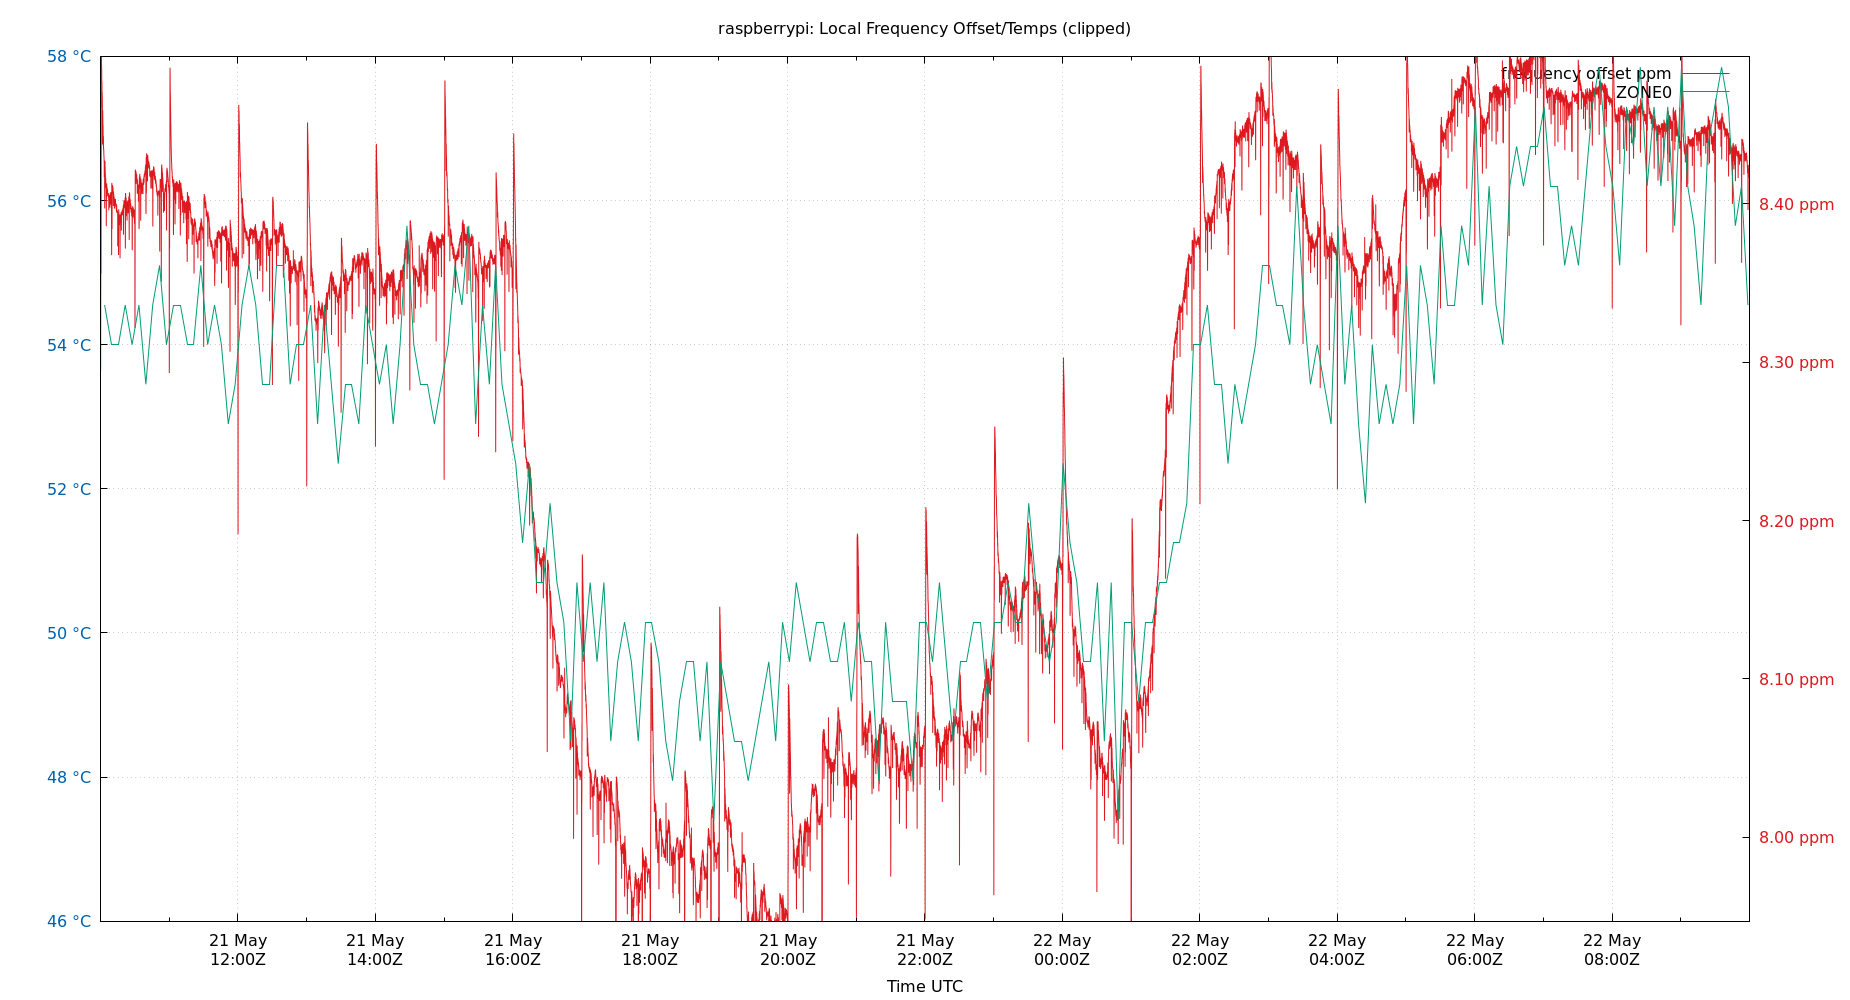 raspberrypi: Local Frequency Offset/Temps (clipped)
58 °C
frequency offset ppm
ZONE0
56 °C
8.40 ppm
54 °C
8.30 ppm
52 °C
8.20 ppm
50 °C
8.10 ppm
48 °C
8.00 ppm
46 °C
21 May 21 May 21 May 21 May 21 May 21 May 22 May 22 May 22 May 22 May 22 May
12:00Z 14:00Z 16:00Z 18:00Z 20:00Z 22:00Z 00:00Z 02:00Z 04:00Z 06:00Z 08:00Z
Time UTC